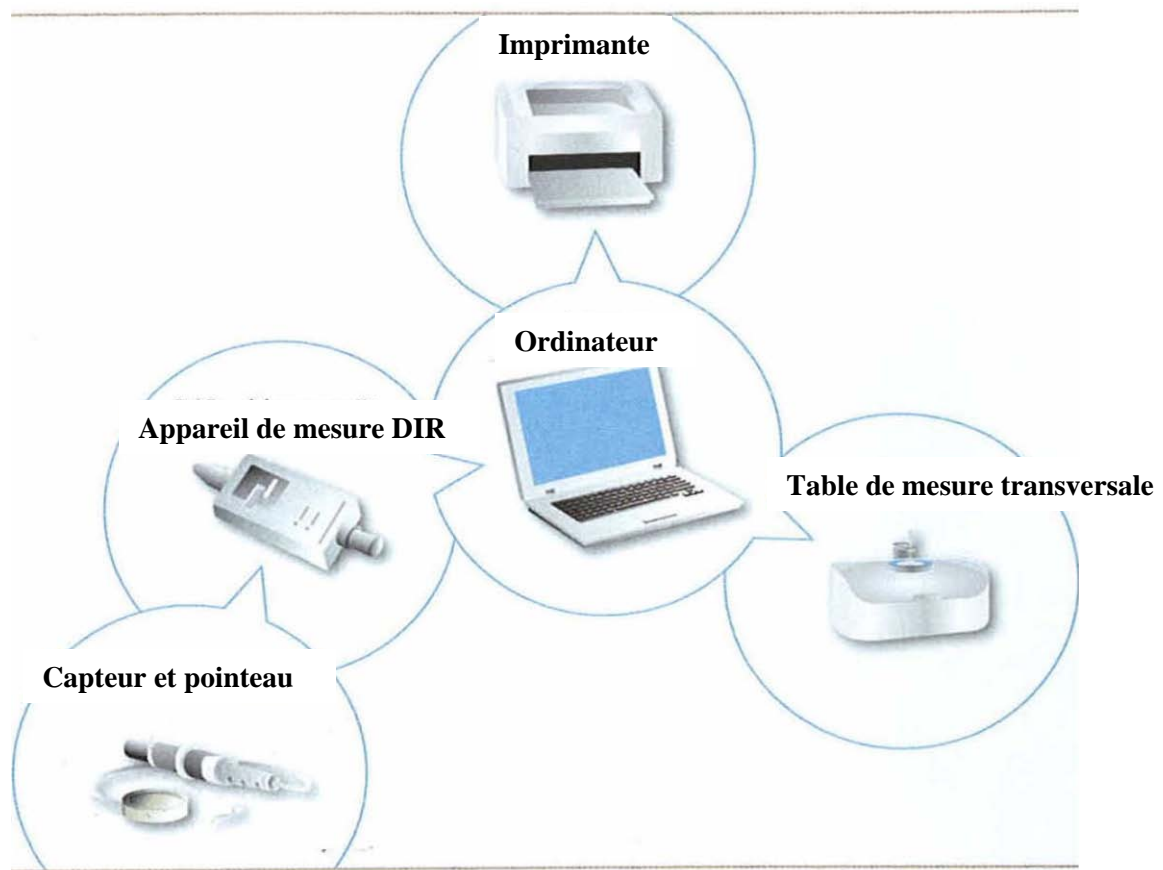 Imprimante
Ordinateur
Appareil de mesure DIR
Table de mesure transversale
Capteur et pointeau